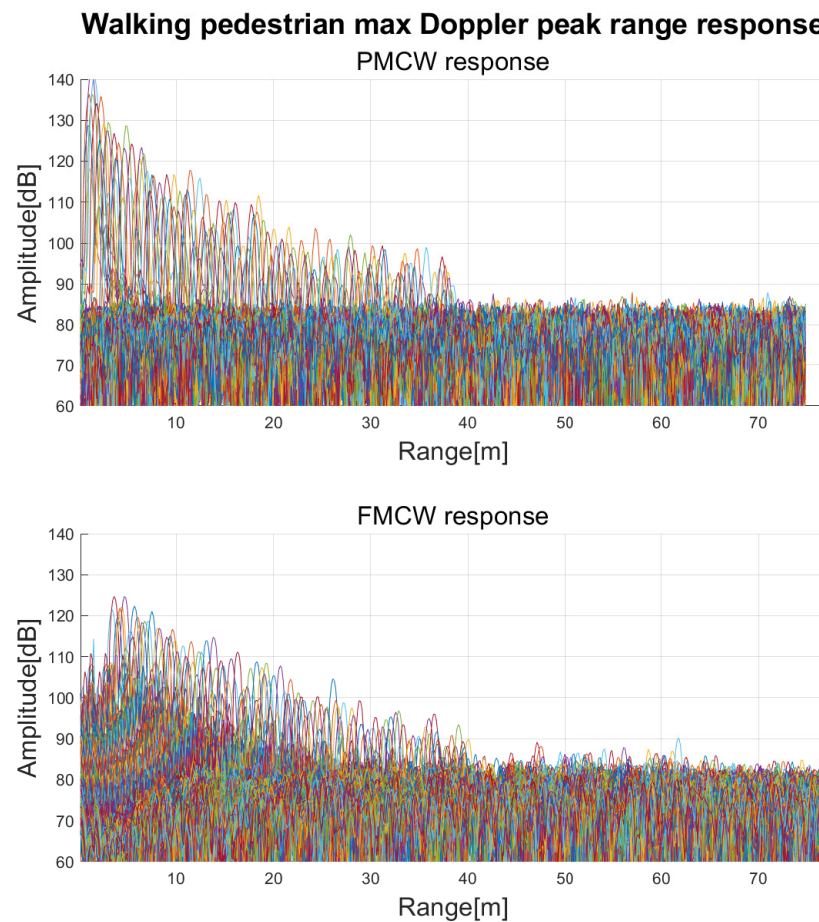 Walking pedestrian max Doppler peak range response
PMCW response
140
130
120
110
100
90
80
70
60
Amplitude[dB]
10 20 30 40 50 60 70
Range[m]
FMCW response
140
130
120
110
100
90
80
70
60
Amplitude[dB]
10 20 30 40 50 60 70
Range[m]